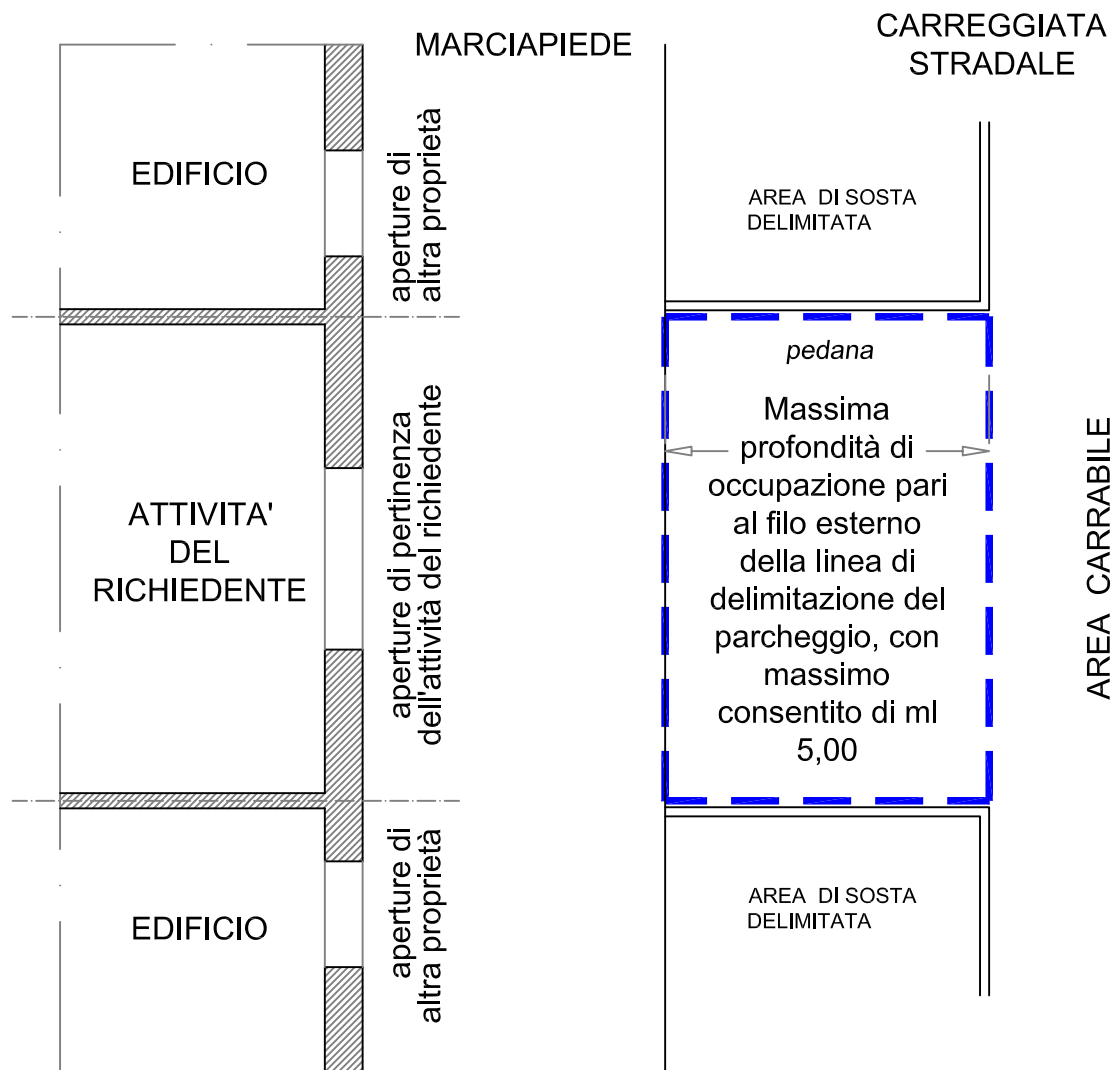 MARCIAPIEDE
CARREGGIATA
STRADALE
EDIFICIO
aperture di
altra proprietà
AREA DI SOSTA
DELIMITATA
ATTIVITA'
DEL
RICHIEDENTE
aperture di pertinenza
dell'attività del richiedente
pedana
Massima
profondità di
occupazione pari
al filo esterno
della linea di
delimitazione del
parcheggio, con
massimo
consentito di ml
5,00
AREA CARRABILE
EDIFICIO
aperture di
altra proprietà
AREA DI SOSTA
DELIMITATA